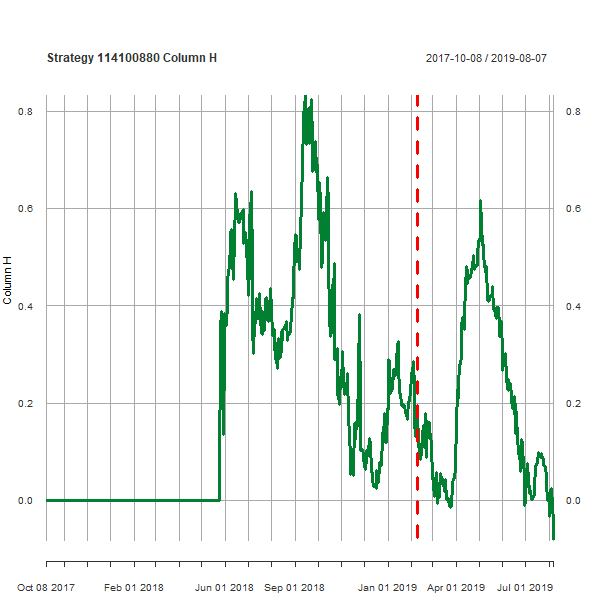 Strategy 114100880 Column H 2017-10-08 / 2019-08-07
0.8 0.8
0.6 0.6
0.4 0.4
0.2 0.2
0.0 0.0
Column H
Oct 08 2017 Feb 01 2018 Jun 01 2018 Sep 01 2018 Jan 01 2019 Apr 01 2019 Jul 01 2019